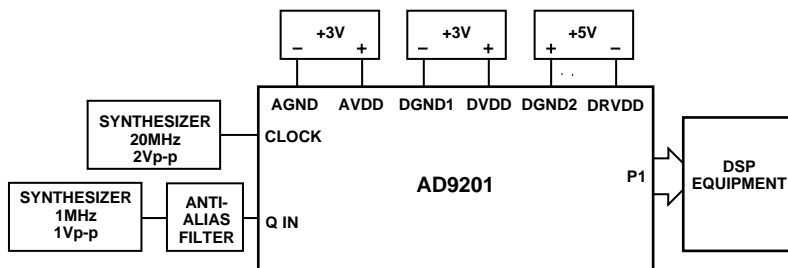 +3V +3V +5V
− + − + + −
AGND AVDD DGND1 DVDD DGND2 DRVDD
SYNTHESIZER
20MHz
2Vp-p
CLOCK
SYNTHESIZER
1MHz
1Vp-p
ANTI-
ALIAS
FILTER
Q IN
AD9201
P1
DSP
EQUIPMENT